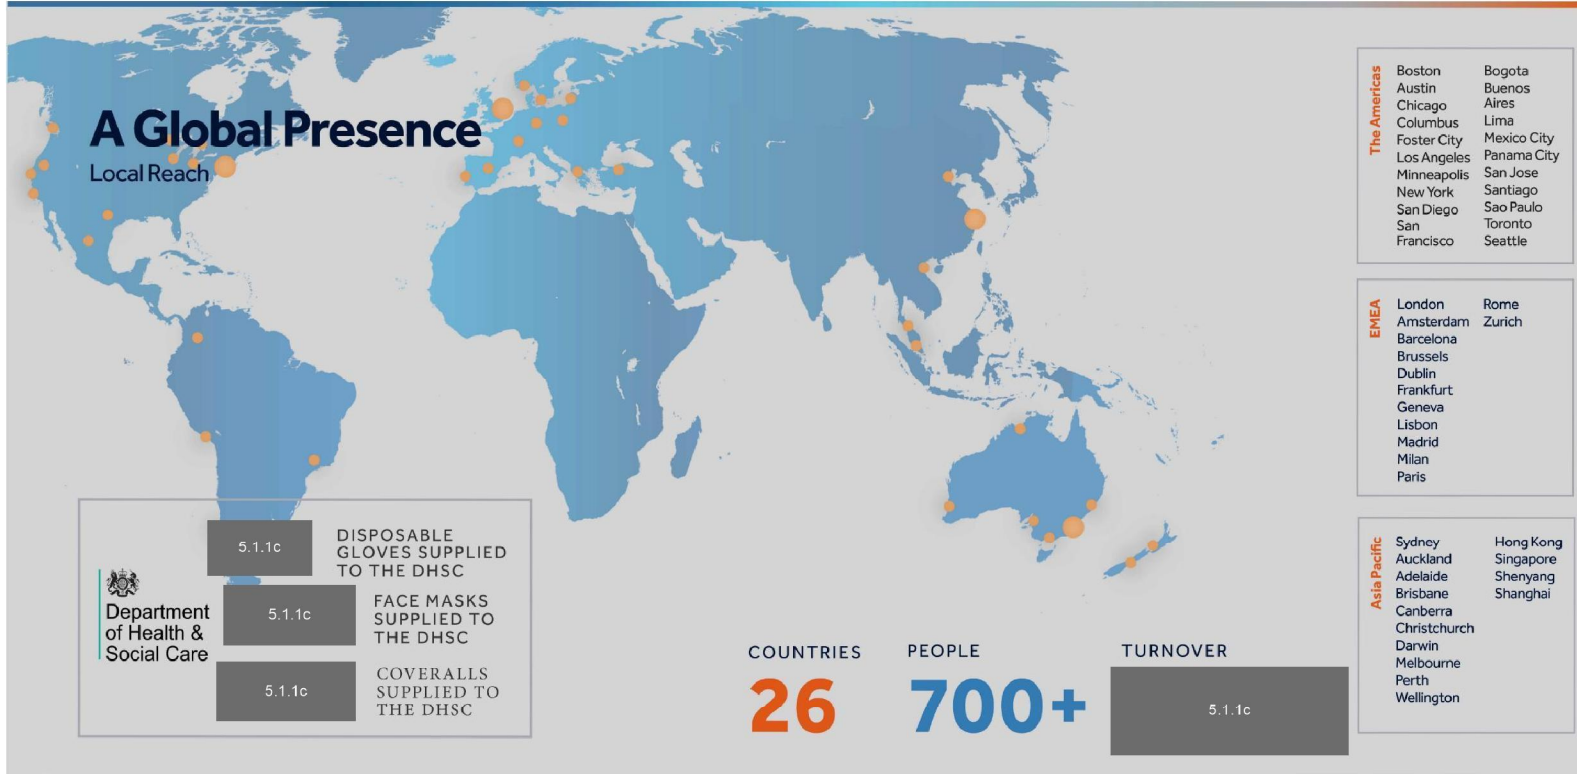 A Global Presence
Local Reach
The Americas
Boston
Austin
Chicago
Columbus
Foster City
Los Angeles
Minneapolis
New York
San Diego
San
Francisco
Bogota
Buenos
Aires
Lima
Mexico City
Panama City
San Jose
Santiago
Sao Paulo
Toronto
Seattle
EMEA
London
Amsterdam
Barcelona
Brussels
Dublin
Frankfurt
Geneva
Lisbon
Madrid
Milan
Paris
Rome
Zurich
Asia Pacific
Sydney
Auckland
Adelaide
Brisbane
Canberra
Christchurch
Darwin
Melbourne
Perth
Wellington
Hong Kong
Singapore
Shenyang
Shanghai
Department
of Health &
Social Care
5.1.1c
DISPOSABLE
GLOVES SUPPLIED
TO THE DHSC
5.1.1c
FACE MASKS
SUPPLIED TO
THE DHSC
5.1.1c
COVERALLS
SUPPLIED TO
THE DHSC
COUNTRIES
26
PEOPLE
700+
TURNOVER
5.1.1c